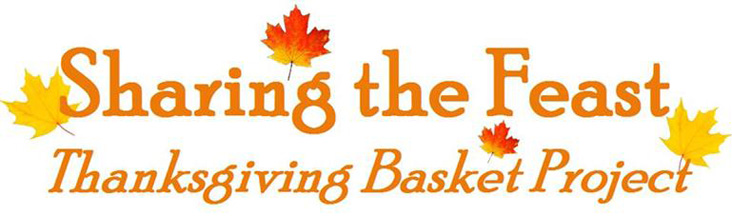 Sharing the Feast
Thanksgiving Basket Project